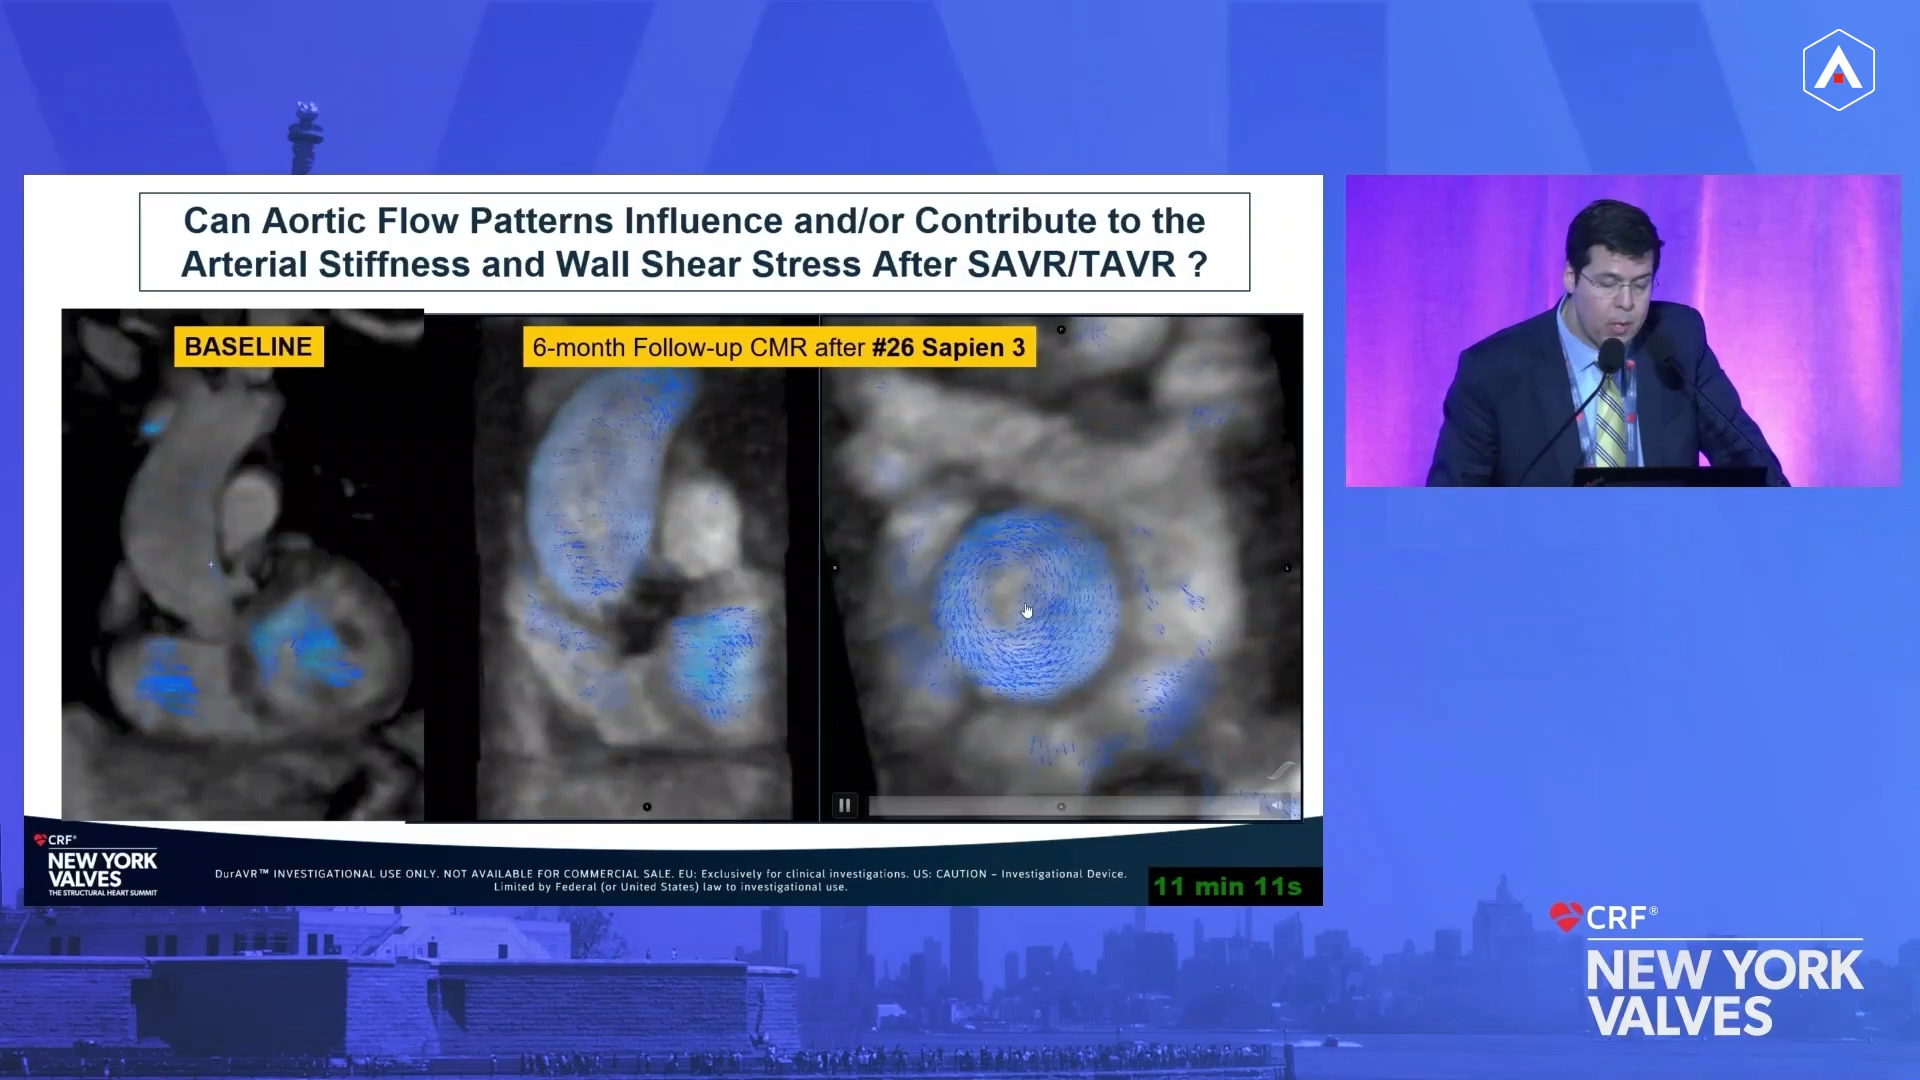 Can Aortic Flow Patterns Influence and/or Contribute to the
Arterial Stiffness and Wall Shear Stress After SAVR/TAVR ?
BASELINE
6-month Follow-up CMR after #26 Sapien 3
CRF®
NEW YORK
VALVES
THE STRUCTURAL HEART SUMMIT
DurAVR™ INVESTIGATIONAL USE ONLY. NOT AVAILABLE FOR COMMERCIAL SALE. EU: Exclusively for clinical investigations. US: CAUTION – Investigational Device.
Limited by Federal (or United States) law to investigational use.
11 min 11s
CRF®
NEW YORK
VALVES